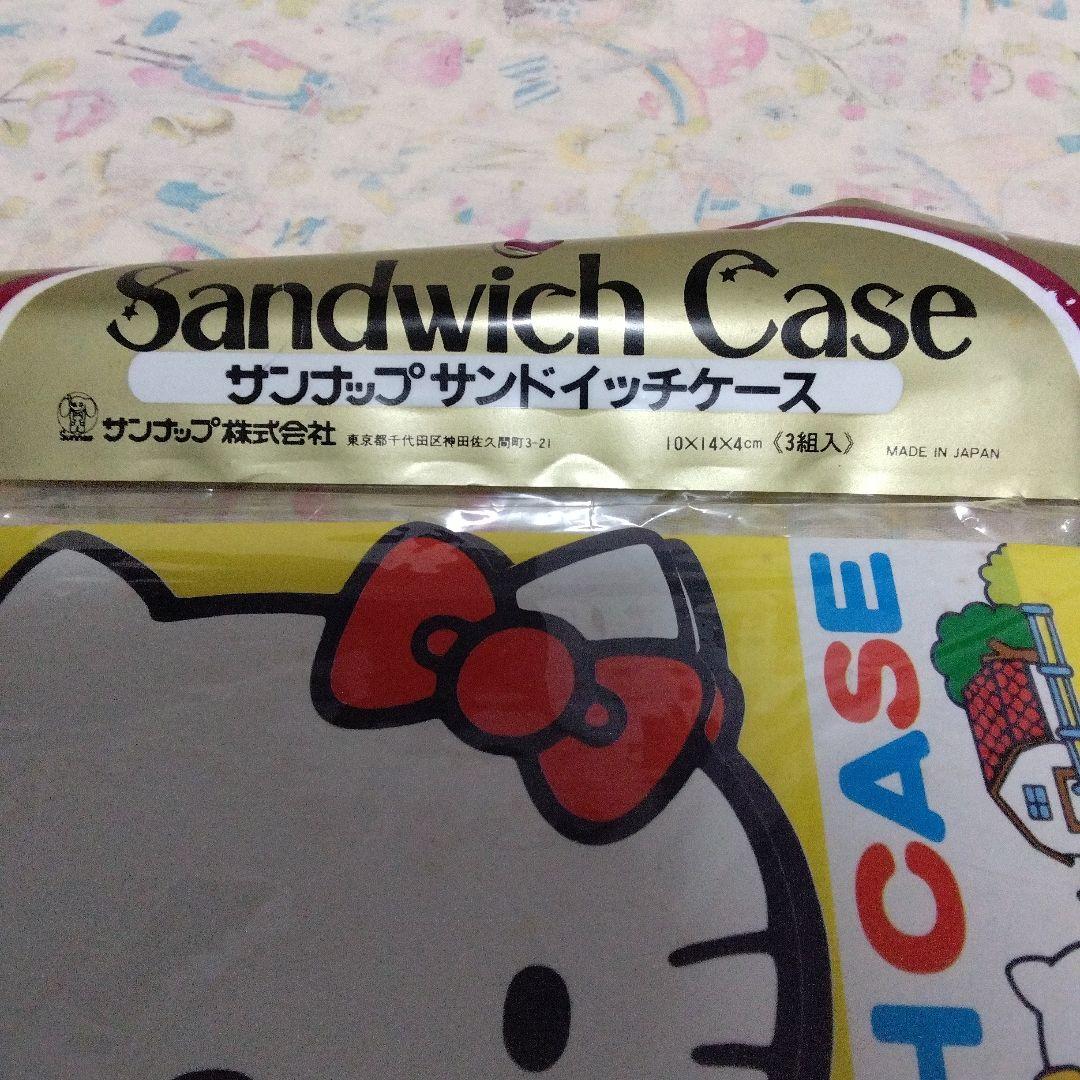 Sandwich Case
サンナップ サンドイッチケース
サンナップ株式会社 東京都千代田区神田佐久間町3-21 10×14×4cm 《3組入》 MADE IN JAPAN
H CASE